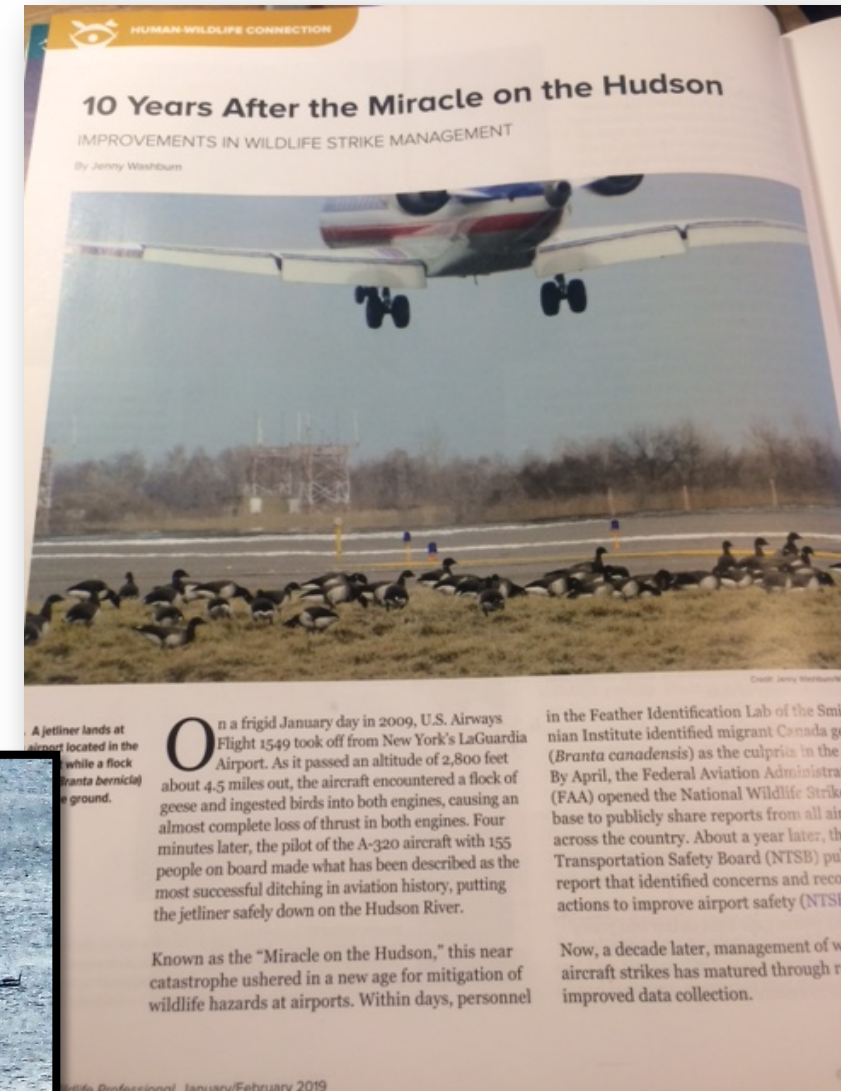 HUMAN-WILDLIFE CONNECTION
10 Years After the Miracle on the Hudson
IMPROVEMENTS IN WILDLIFE STRIKE MANAGEMENT
By Jenny Washburn
Credit: Jenny
A jetliner lands at
airport located in the
while a flock
Branta bernicla)
ground.
On a frigid January day in 2009, U.S. Airways
Flight 1549 took off from New York's LaGuardia
Airport. As it passed an altitude of 2,800 feet
about 4.5 miles out, the aircraft encountered a flock of
geese and ingested birds into both engines, causing an
almost complete loss of thrust in both engines. Four
minutes later, the pilot of the A-320 aircraft with 155
people on board made what has been described as the
most successful ditching in aviation history, putting
the jetliner safely down on the Hudson River.
Known as the "Miracle on the Hudson," this near
catastrophe ushered in a new age for mitigation of
wildlife hazards at airports. Within days, personnel
in the Feather Identification Lab of the Smi
nian Institute identified migrant Canada g
(Branta canadensis) as the culprits in the
By April, the Federal Aviation Administra
(FAA) opened the National Wildlife Strik
base to publicly share reports from all ai
across the country. About a year later, th
Transportation Safety Board (NTSB) pu
report that identified concerns and reco
actions to improve airport safety (NTS
Now, a decade later, management of w
aircraft strikes has matured through r
improved data collection.
Professional, January/February 2019